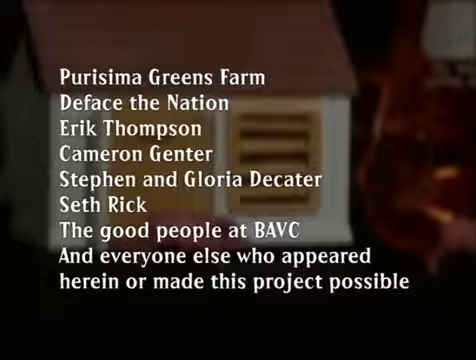 Purisima Greens Farm
Deface the Nation
Erik Thompson
Cameron Genter
Stephen and Gloria Decater
Seth Rick
The good people at BAVC
And everyone else who appeared
herein or made this project possible